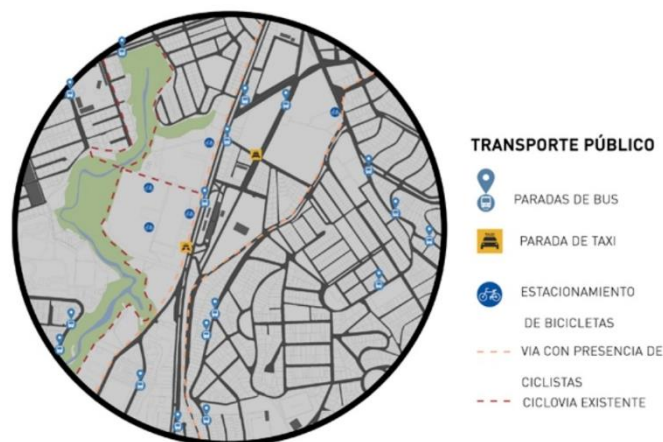 TRANSPORTE PÚBLICO
PARADAS DE BUS
PARADA DE TAXI
ESTACIONAMIENTO
DE BICICLETAS
VIA CON PRESENCIA DE
CICLISTAS
CICLOVIA EXISTENTE